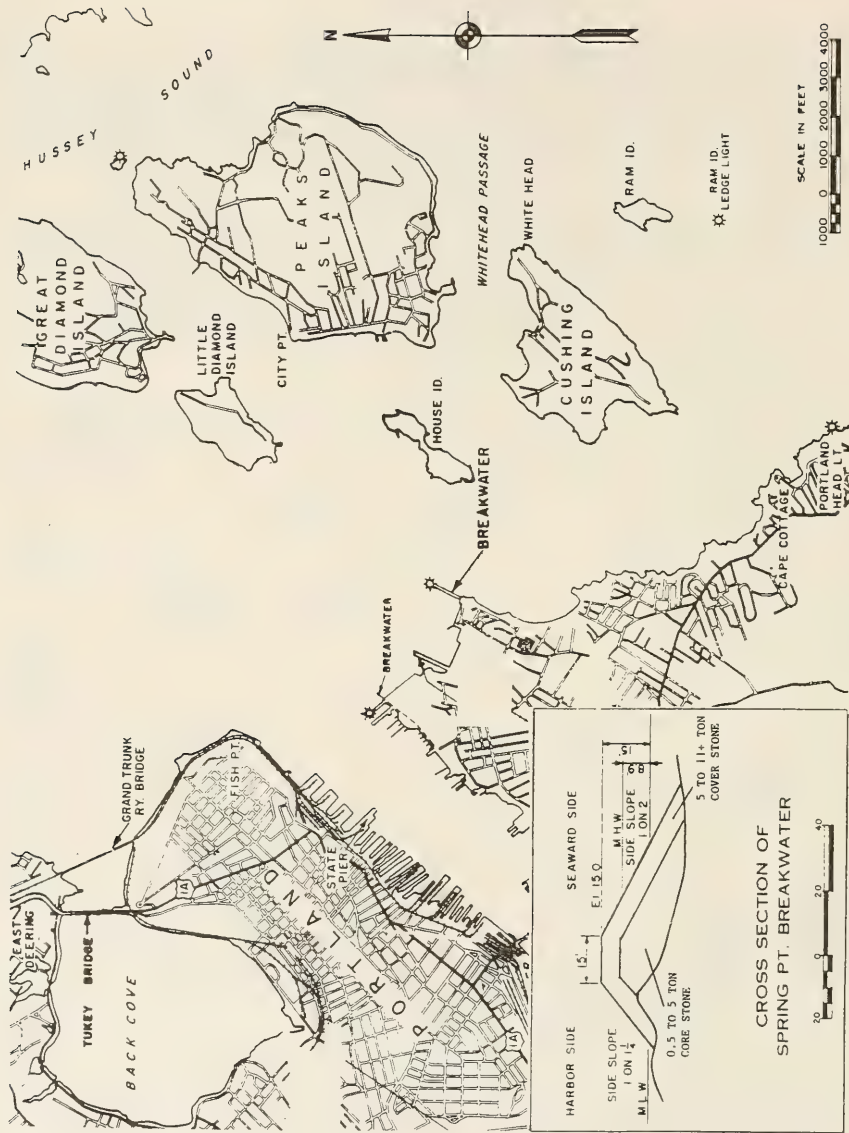 HUSSEY
SOUND
N
GREAT
DIAMOND
ISLAND
LITTLE
DIAMOND
ISLAND
CITY PT.
PEAKS
ISLAND
WHITEHEAD PASSAGE
WHITE HEAD
CUSHING
ISLAND
RAM ID.
RAM ID.
LEDGE LIGHT
HOUSE ID.
BREAKWATER
BREAKWATER
CAPE COTTAGE
PORTLAND
HEAD LT.
SCALE IN FEET
1000 0 1000 2000 3000 4000
EAST
DEERING
TUKEY BRIDGE
BACK COVE
GRAND TRUNK
RY. BRIDGE
FISH PT.
1A
STATE
PIER
PORTLAND
1A
HARBOR SIDE
SEAWARD SIDE
15'
El 15.0
15'
8.9'
M H W
SIDE SLOPE
1 ON 2
SIDE SLOPE
1 ON 1¼
M L W
0.5 TO 5 TON
CORE STONE
5 TO 11+ TON
COVER STONE
CROSS SECTION OF
SPRING PT. BREAKWATER
20 0 20 40